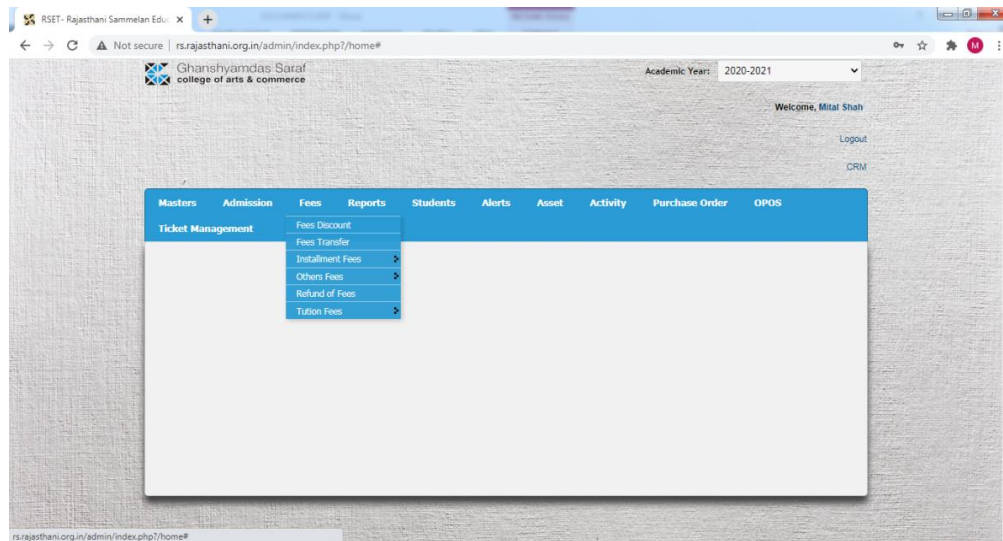 RSET- Rajasthani Sammelan Edu
Not secure | rs.rajasthani.org.in/admin/index.php?/home#
M
Ghanshyamdas Saraf
college of arts & commerce
Academic Year: 2020-2021
Welcome, Mital Shah
Logout
CRM
Masters Admission Fees Reports Students Alerts Asset Activity Purchase Order OPOS
Ticket Management
Fees Discount
Fees Transfer
Installment Fees
Others Fees
Refund of Fees
Tution Fees
rs.rajasthani.org.in/admin/index.php?/home#